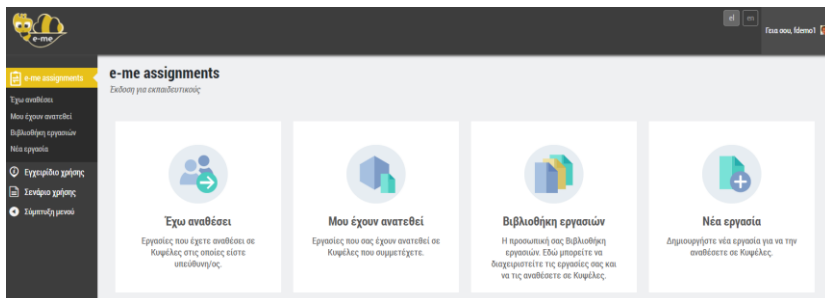 e-me
el en
Γεια σου, fdemo1
e-me assignments
Έχω αναθέσει
Μου έχουν ανατεθεί
Βιβλιοθήκη εργασιών
Νέα εργασία
Εγχειρίδιο χρήσης
Σενάριο χρήσης
Σύμπτυξη μενού
e-me assignments
Έκδοση για εκπαιδευτικούς
Έχω αναθέσει
Εργασίες που έχετε αναθέσει σε
Κυψέλες στις οποίες είστε
υπεύθυνη/ος.
Μου έχουν ανατεθεί
Εργασίες που σας έχουν ανατεθεί σε
Κυψέλες που συμμετέχετε.
Βιβλιοθήκη εργασιών
Η προσωπική σας Βιβλιοθήκη
εργασιών. Εδώ μπορείτε να
διαχειριστείτε τις εργασίες σας και
να τις αναθέσετε σε Κυψέλες.
Νέα εργασία
Δημιουργήστε νέα εργασία για να την
αναθέσετε σε Κυψέλες.